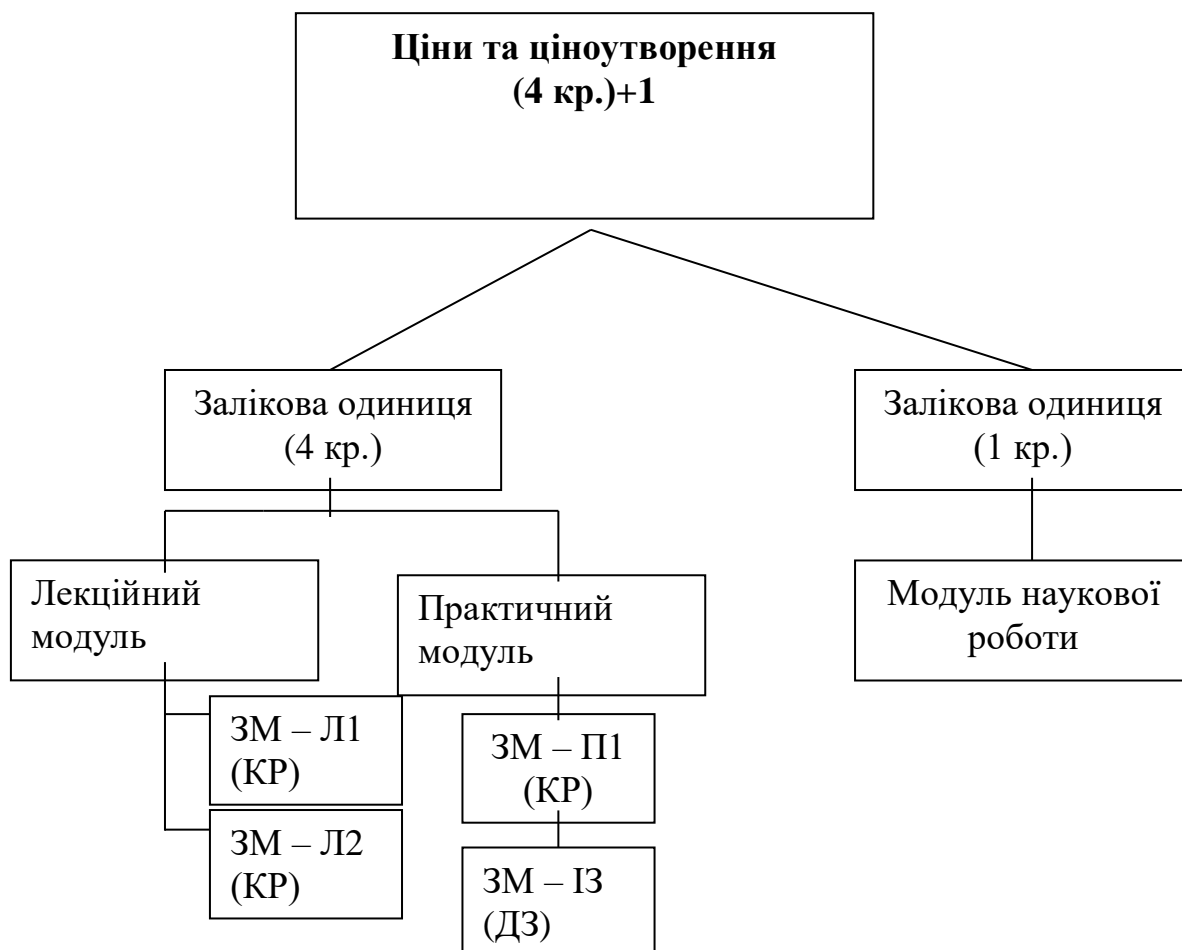 Ціни та ціноутворення
(4 кр.)+1
Залікова одиниця
(4 кр.)
Залікова одиниця
(1 кр.)
Лекційний
модуль
Практичний
модуль
Модуль наукової
роботи
ЗМ – Л1
(КР)
ЗМ – П1
(КР)
ЗМ – Л2
(КР)
ЗМ – ІЗ
(ДЗ)